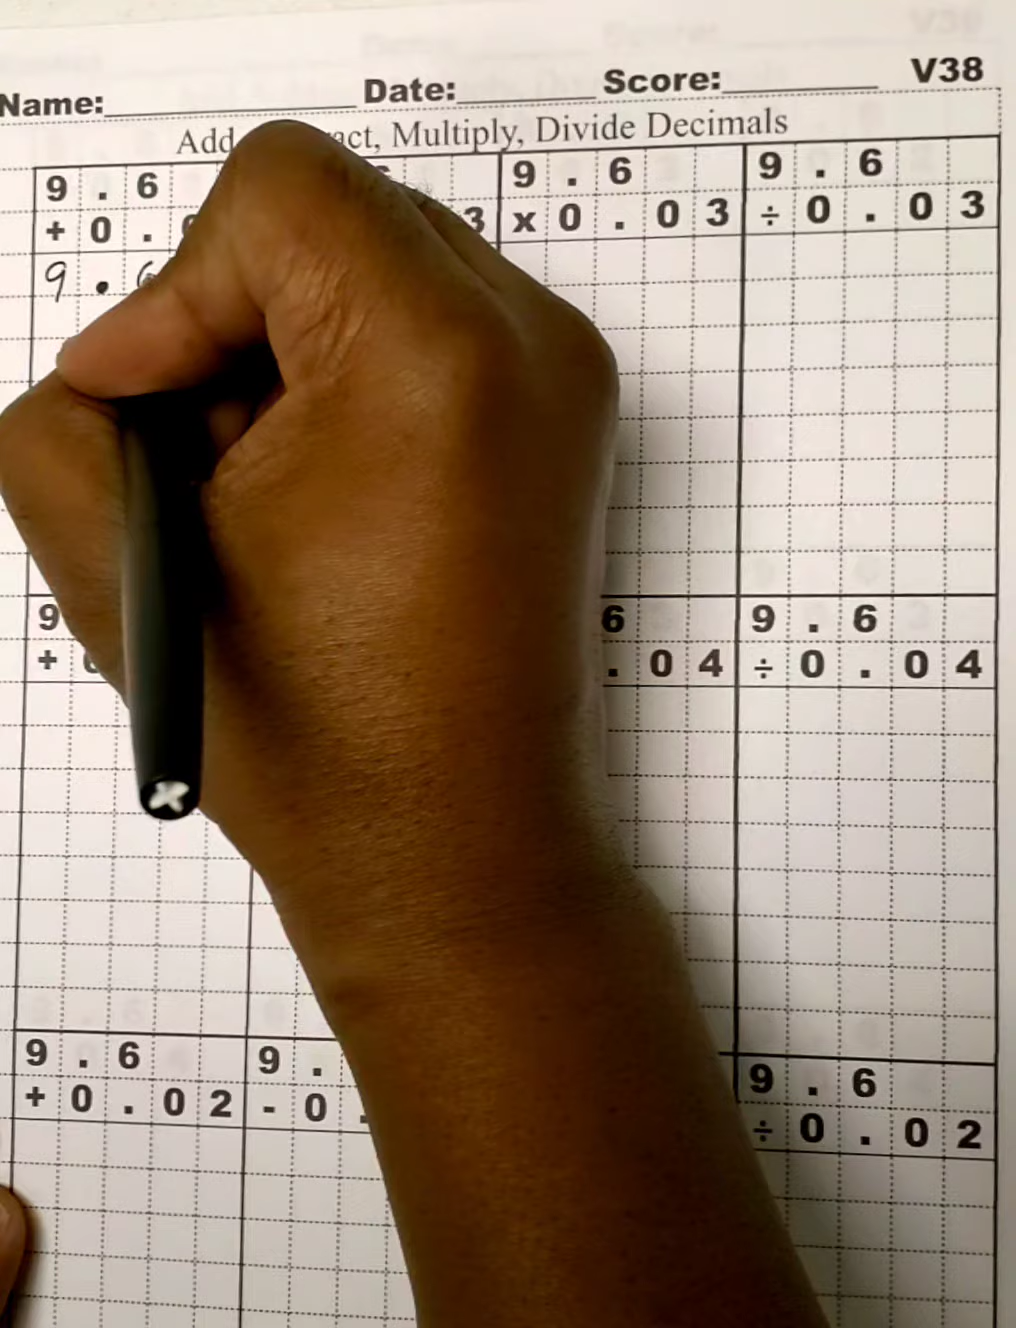 V38
Name: Date: Score:
Add act, Multiply, Divide Decimals
9 . 6 9 . 6 9 . 6
+ 0 . 3 x 0 . 0 3 ÷ 0 . 0 3
9 . 6
9 6 9 . 6
+ . 0 4 ÷ 0 . 0 4
9 . 6 9 . 9 . 6
+ 0 . 0 2 - 0 . ÷ 0 . 0 2